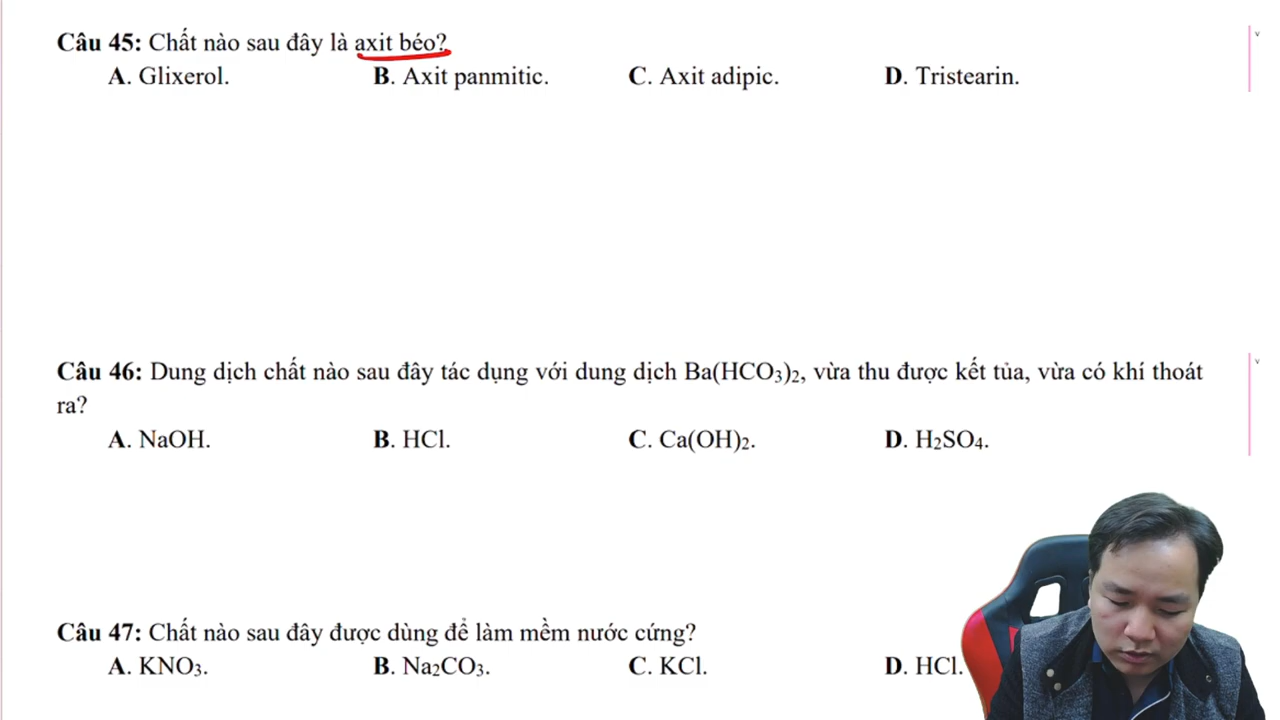 Câu 45: Chất nào sau đây là axit béo?
A. Glixerol. B. Axit panmitic. C. Axit adipic. D. Tristearin.
Câu 46: Dung dịch chất nào sau đây tác dụng với dung dịch Ba(HCO₃)₂, vừa thu được kết tủa, vừa có khí thoát
ra?
A. NaOH. B. HCl. C. Ca(OH)₂. D. H₂SO₄.
Câu 47: Chất nào sau đây được dùng để làm mềm nước cứng?
A. KNO₃. B. Na₂CO₃. C. KCl. D. HCl.